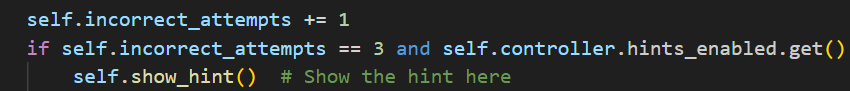 self.incorrect_attempts += 1
if self.incorrect_attempts == 3 and self.controller.hints_enabled.get()
self.show_hint()  # Show the hint here